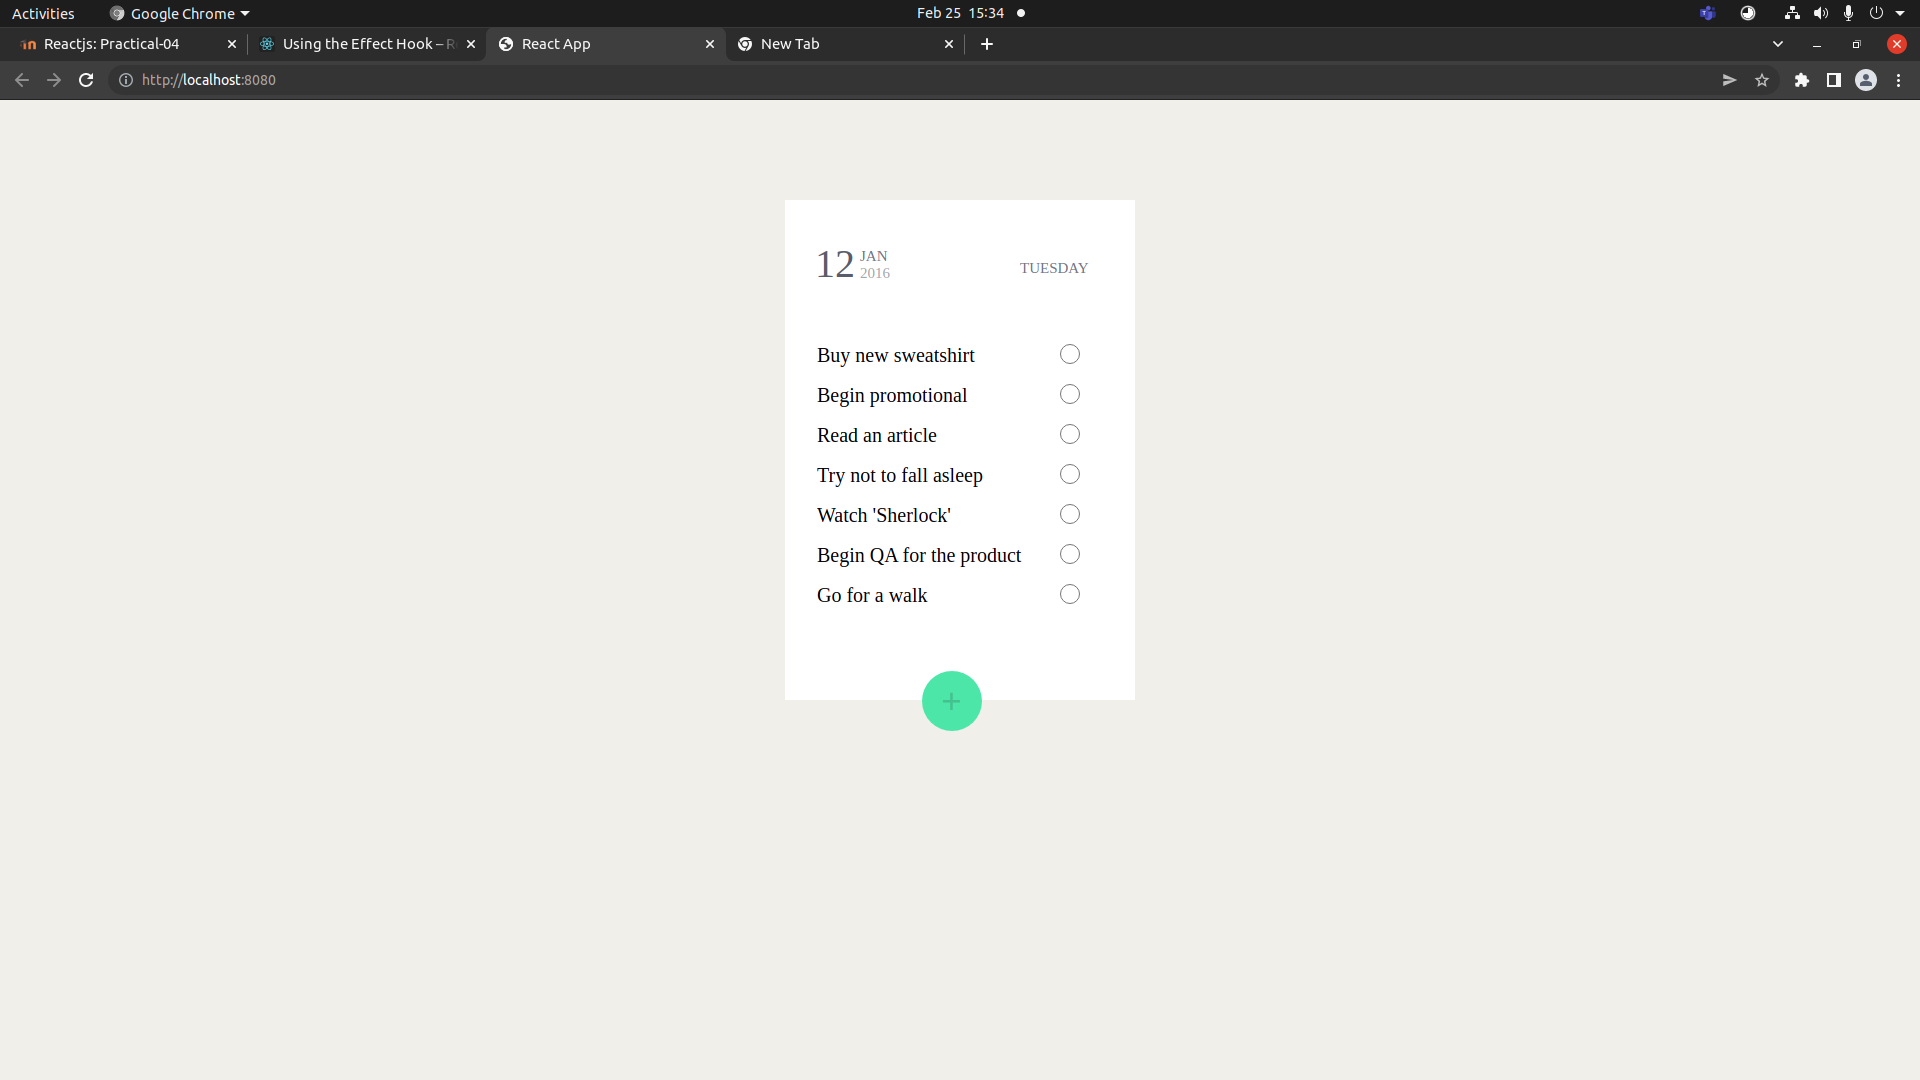 Activities Google Chrome Feb 25 15:34
Reactjs: Practical-04 Using the Effect Hook – R React App New Tab
http://localhost:8080
12 JAN
2016
TUESDAY
Buy new sweatshirt
Begin promotional
Read an article
Try not to fall asleep
Watch 'Sherlock'
Begin QA for the product
Go for a walk
+